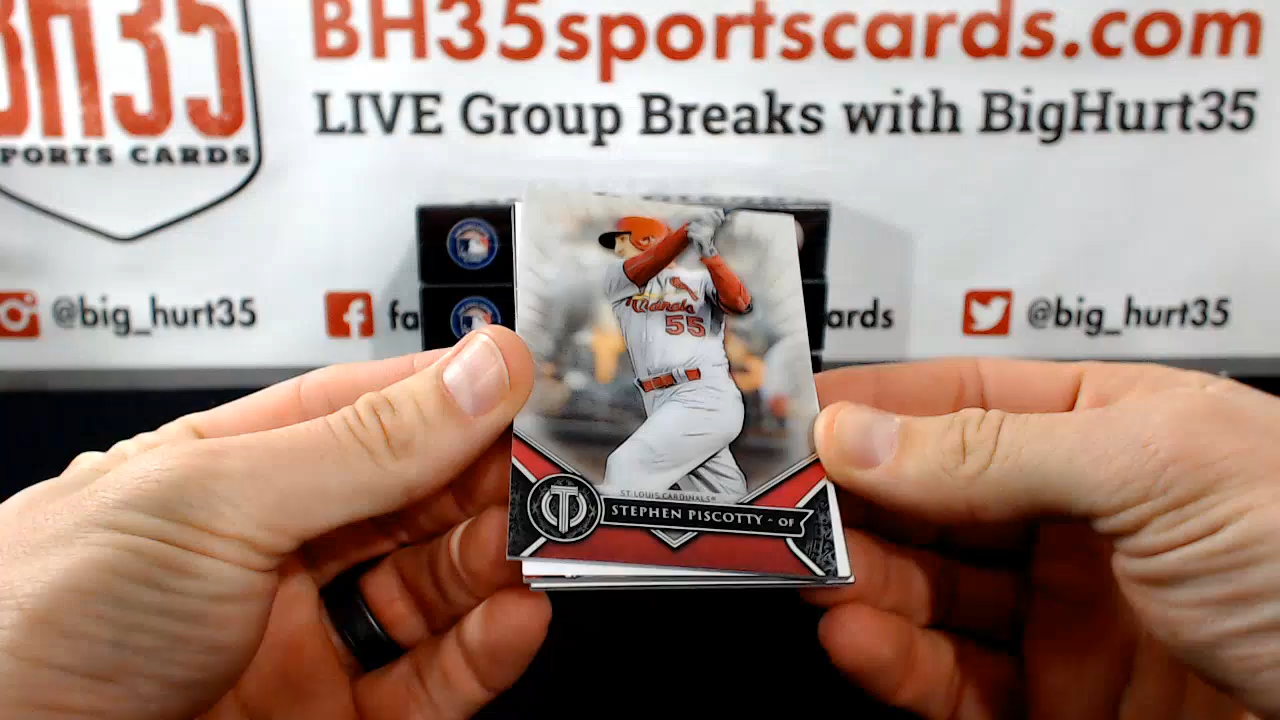 BH35
SPORTS CARDS
BH35sportscards.com
LIVE Group Breaks with BigHurt35
@big_hurt35
fa
ards
@big_hurt35
Cardinals
55
ST. LOUIS CARDINALS®
STEPHEN PISCOTTY - OF